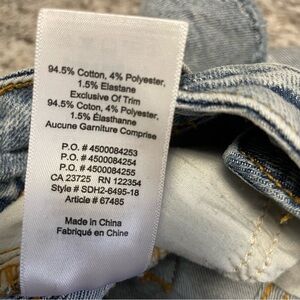 94.5% Cotton, 4% Polyester,
1.5% Elastane
Exclusive Of Trim
94.5% Coton, 4% Polyester,
1.5% Élasthanne
Aucune Garniture Comprise
P.O. # 4500084253
P.O. # 4500084254
P.O. # 4500084255
CA 23725 RN 122354
Style # SDH2-6495-18
Article # 67485
Made in China
Fabriqué en Chine